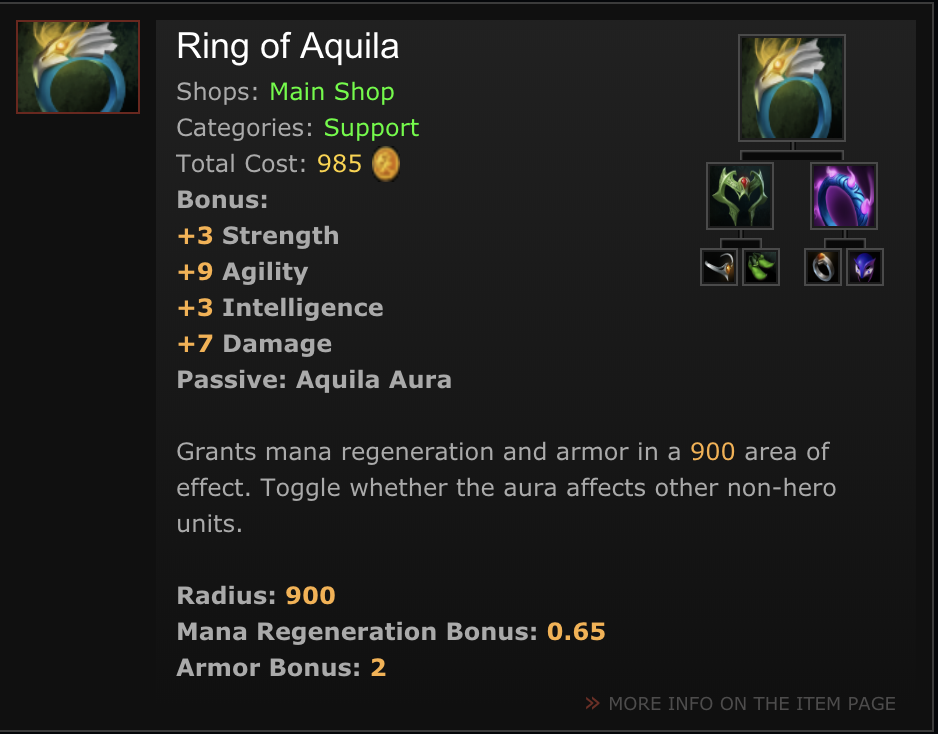 Ring of Aquila
Shops: Main Shop
Categories: Support
Total Cost: 985
Bonus:
+3 Strength
+9 Agility
+3 Intelligence
+7 Damage
Passive: Aquila Aura
Grants mana regeneration and armor in a 900 area of
effect. Toggle whether the aura affects other non-hero
units.
Radius: 900
Mana Regeneration Bonus: 0.65
Armor Bonus: 2
» MORE INFO ON THE ITEM PAGE